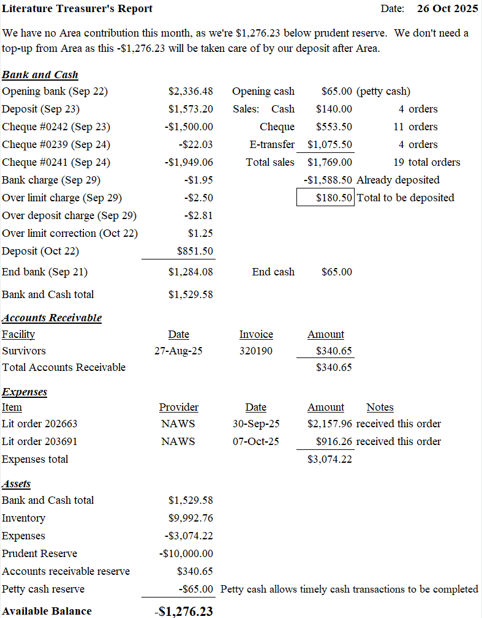 Literature Treasurer's Report Date: 26 Oct 2025
We have no Area contribution this month, as we're $1,276.23 below prudent reserve. We don't need a
top-up from Area as this -$1,276.23 will be taken care of by our deposit after Area.
Bank and Cash
Opening bank (Sep 22) $2,336.48 Opening cash $65.00 (petty cash)
Deposit (Sep 23) $1,573.20 Sales: Cash $140.00 4 orders
Cheque #0242 (Sep 23) -$1,500.00 Cheque $553.50 11 orders
Cheque #0239 (Sep 24) -$22.03 E-transfer $1,075.50 4 orders
Cheque #0241 (Sep 24) -$1,949.06 Total sales $1,769.00 19 total orders
Bank charge (Sep 29) -$1.95 -$1,588.50 Already deposited
Over limit charge (Sep 29) -$2.50 $180.50 Total to be deposited
Over deposit charge (Sep 29) -$2.81
Over limit correction (Oct 22) $1.25
Deposit (Oct 22) $851.50
End bank (Sep 21) $1,284.08 End cash $65.00
Bank and Cash total $1,529.58
Accounts Receivable
Facility Date Invoice Amount
Survivors 27-Aug-25 320190 $340.65
Total Accounts Receivable $340.65
Expenses
Item Provider Date Amount Notes
Lit order 202663 NAWS 30-Sep-25 $2,157.96 received this order
Lit order 203691 NAWS 07-Oct-25 $916.26 received this order
Expenses total $3,074.22
Assets
Bank and Cash total $1,529.58
Inventory $9,992.76
Expenses -$3,074.22
Prudent Reserve -$10,000.00
Accounts receivable reserve $340.65
Petty cash reserve -$65.00 Petty cash allows timely cash transactions to be completed
Available Balance -$1,276.23